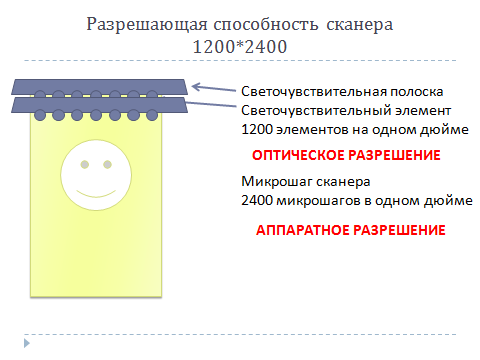 Разрешающая способность сканера
1200*2400
Светочувствительная полоска
Светочувствительный элемент
1200 элементов на одном дюйме
ОПТИЧЕСКОЕ РАЗРЕШЕНИЕ
Микрошаг сканера
2400 микрошагов в одном дюйме
АППАРАТНОЕ РАЗРЕШЕНИЕ